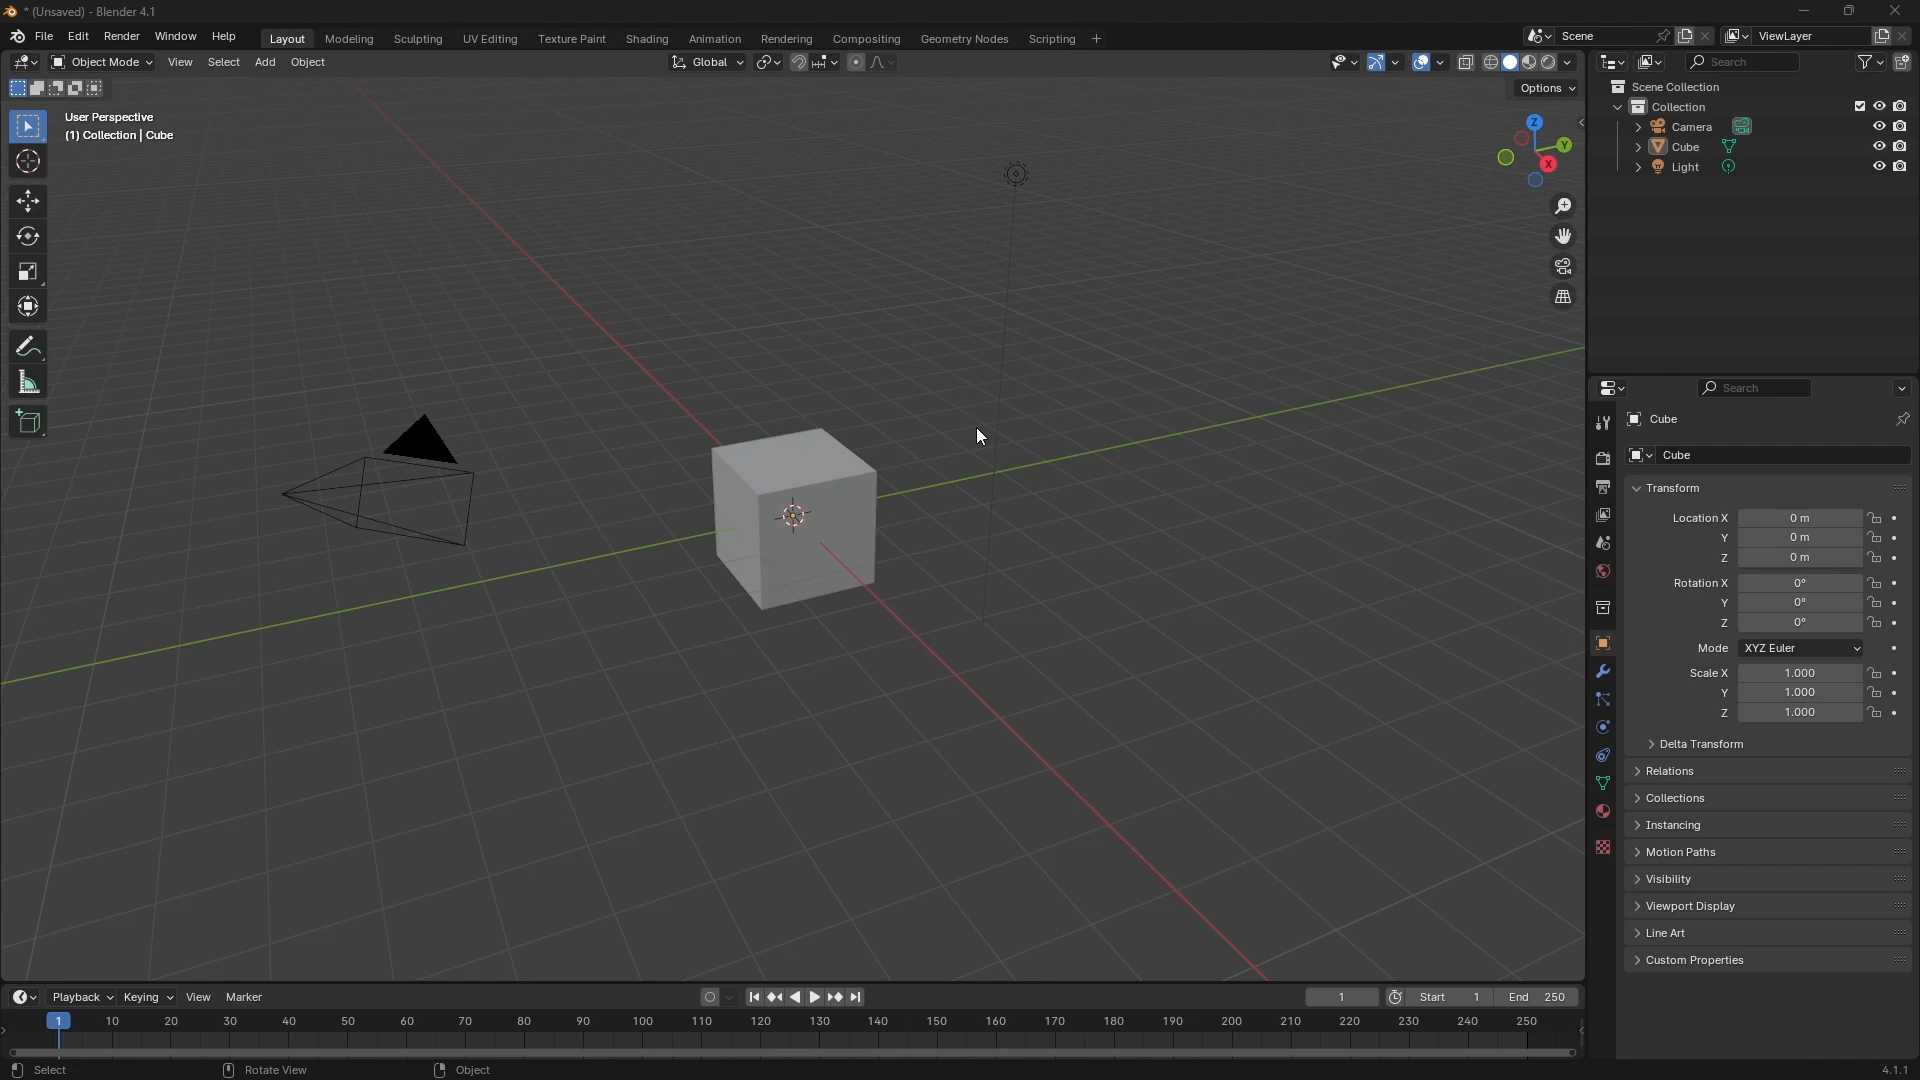 * (Unsaved) - Blender 4.1
File Edit Render Window Help Layout Modeling Sculpting UV Editing Texture Paint Shading Animation Rendering Compositing Geometry Nodes Scripting + Scene ViewLayer
Object Mode View Select Add Object Global Search
Options
User Perspective
(1) Collection | Cube
Z
Y
X
Scene Collection
Collection
Camera
Cube
Light
Search
Cube
Cube
Transform
Location X 0 m
Y 0 m
Z 0 m
Rotation X 0°
Y 0°
Z 0°
Mode XYZ Euler
Scale X 1.000
Y 1.000
Z 1.000
Delta Transform
Relations
Collections
Instancing
Motion Paths
Visibility
Viewport Display
Line Art
Custom Properties
Playback Keying View Marker 1 Start 1 End 250
1 10 20 30 40 50 60 70 80 90 100 110 120 130 140 150 160 170 180 190 200 210 220 230 240 250
Select Rotate View Object 4.1.1